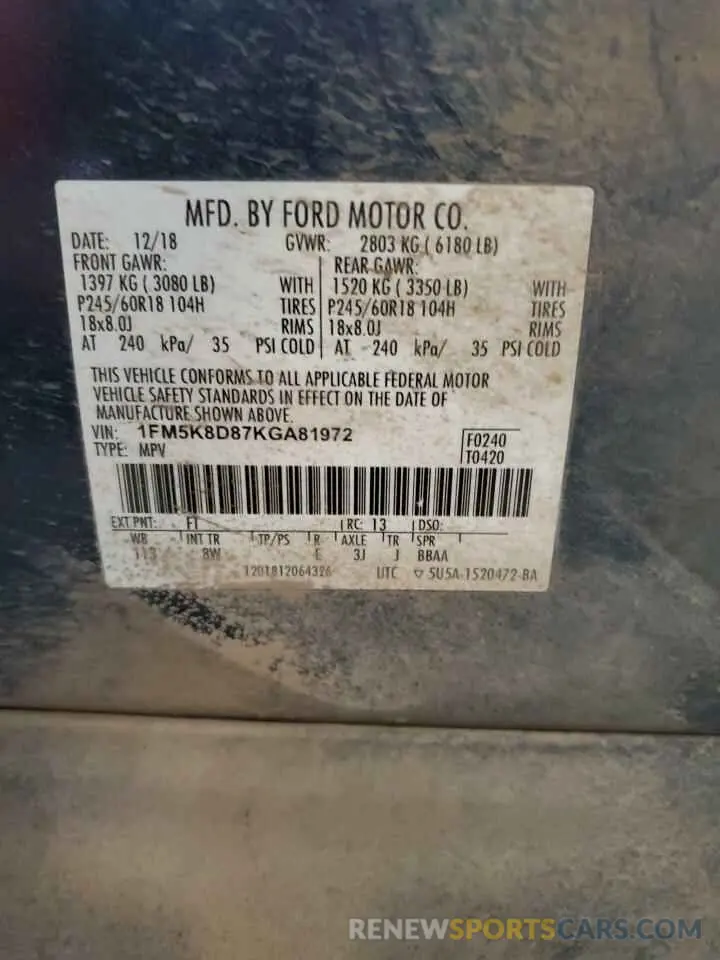 MFD. BY FORD MOTOR CO.
DATE: 12/18 GVWR: 2803 KG ( 6180 LB)
FRONT GAWR: REAR GAWR:
1397 KG ( 3080 LB) WITH 1520 KG ( 3350 LB) WITH
P245/60R18 104H TIRES P245/60R18 104H TIRES
18x8.0J RIMS 18x8.0J RIMS
AT 240 kPa/ 35 PSI COLD AT 240 kPa/ 35 PSI COLD
THIS VEHICLE CONFORMS TO ALL APPLICABLE FEDERAL MOTOR
VEHICLE SAFETY STANDARDS IN EFFECT ON THE DATE OF
MANUFACTURE SHOWN ABOVE.
VIN: 1FM5K8D87KGA81972 F0240
TYPE: MPV T0420
EXT PNT: FT RC: 13 DSO:
WB INT TR TP/PS R AXLE TR SPR
113 8W E 3J J BBAA
1201812064326 UTC ▽ 5U5A-1520472-BA
RENEWSPORTSCARS.COM